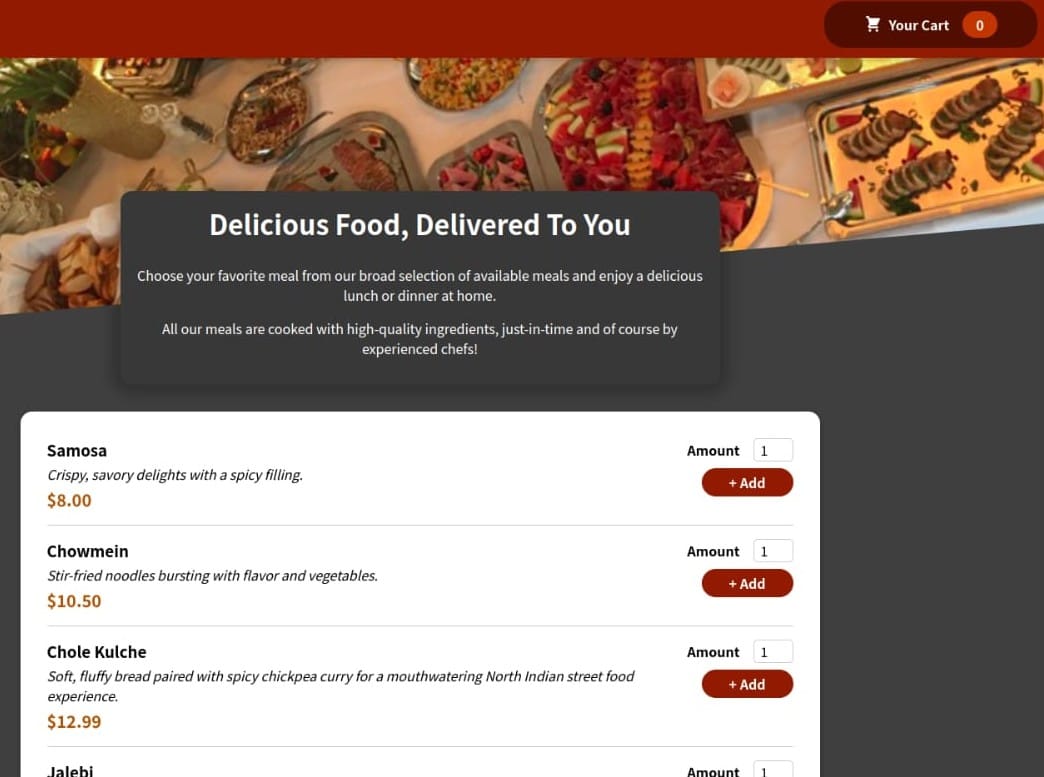 Your Cart 0
Delicious Food, Delivered To You
Choose your favorite meal from our broad selection of available meals and enjoy a delicious
lunch or dinner at home.
All our meals are cooked with high-quality ingredients, just-in-time and of course by
experienced chefs!
Samosa
Amount 1
Crispy, savory delights with a spicy filling.
+ Add
$8.00
Chowmein
Amount 1
Stir-fried noodles bursting with flavor and vegetables.
+ Add
$10.50
Chole Kulche
Amount 1
Soft, fluffy bread paired with spicy chickpea curry for a mouthwatering North Indian street food
experience.
+ Add
$12.99
Jalebi
Amount 1